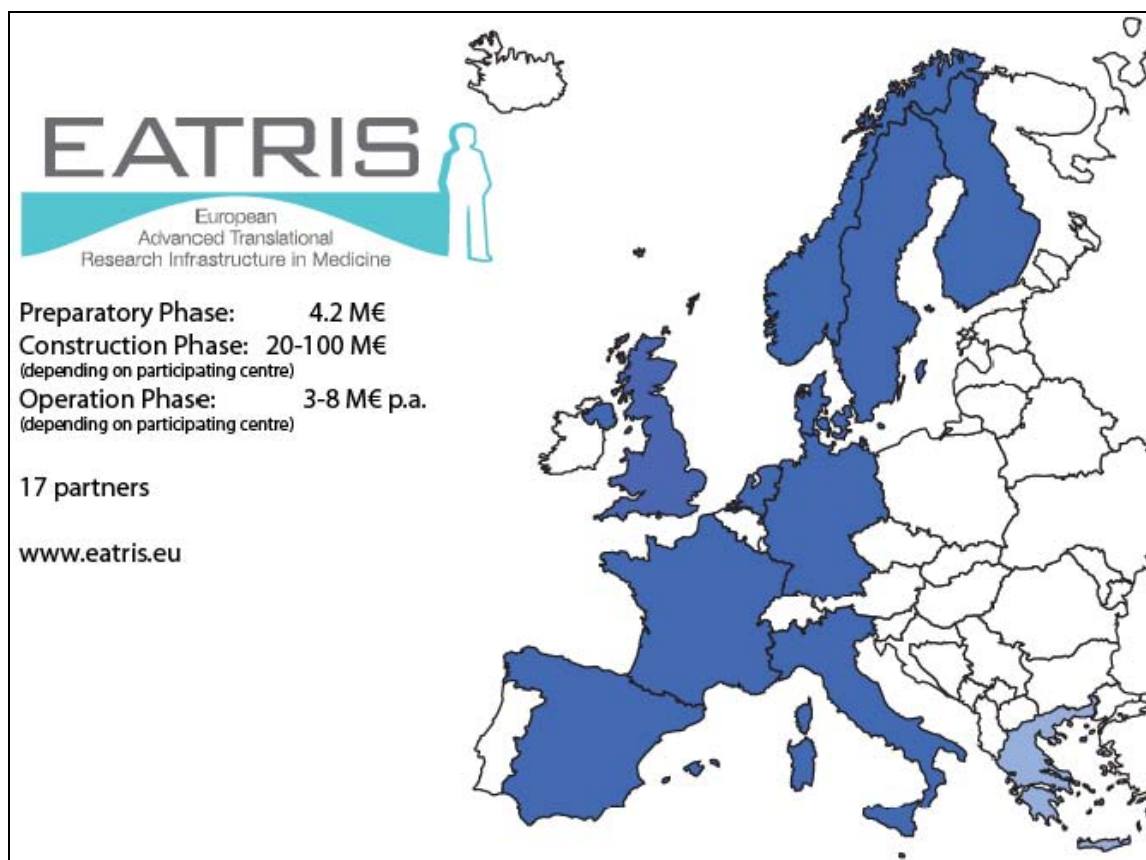 EATRIS
European
Advanced Translational
Research Infrastructure in Medicine
Preparatory Phase: 4.2 M€
Construction Phase: 20-100 M€
(depending on participating centre)
Operation Phase: 3-8 M€ p.a.
(depending on participating centre)
17 partners
www.eatris.eu